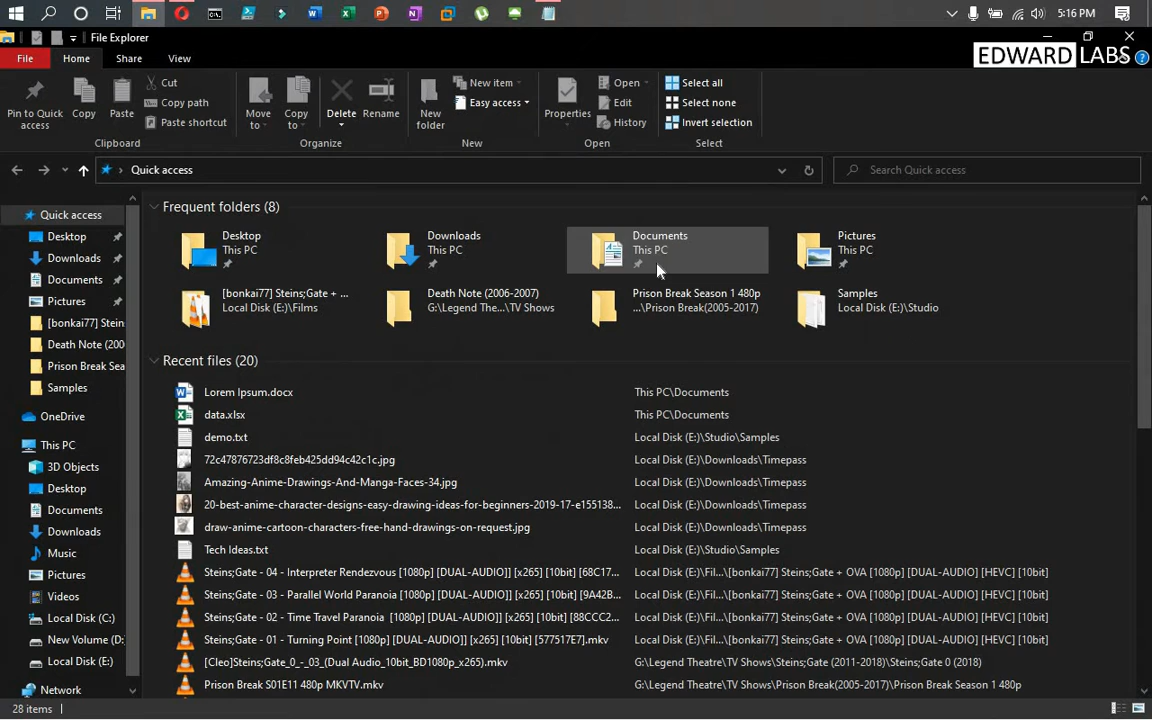 5:16 PM
File Explorer
EDWARD LABS
File Home Share View
Pin to Quick access
Copy
Paste
Cut
Copy path
Paste shortcut
Clipboard
Move to
Copy to
Delete
Rename
Organize
New folder
New item
Easy access
New
Properties
Open
Edit
History
Open
Select all
Select none
Invert selection
Select
Quick access
Search Quick access
Quick access
Desktop
Downloads
Documents
Pictures
[bonkai77] Steins
Death Note (200
Prison Break Sea
Samples
OneDrive
This PC
3D Objects
Desktop
Documents
Downloads
Music
Pictures
Videos
Local Disk (C:)
New Volume (D:
Local Disk (E:)
Network
Frequent folders (8)
Desktop
This PC
Downloads
This PC
Documents
This PC
Pictures
This PC
[bonkai77] Steins;Gate + ...
Local Disk (E:)\Films
Death Note (2006-2007)
G:\Legend The...\TV Shows
Prison Break Season 1 480p
...\Prison Break(2005-2017)
Samples
Local Disk (E:)\Studio
Recent files (20)
Lorem Ipsum.docx This PC\Documents
data.xlsx This PC\Documents
demo.txt Local Disk (E:)\Studio\Samples
72c47876723df8c8feb425dd94c42c1c.jpg Local Disk (E:)\Downloads\Timepass
Amazing-Anime-Drawings-And-Manga-Faces-34.jpg Local Disk (E:)\Downloads\Timepass
20-best-anime-character-designs-easy-drawing-ideas-for-beginners-2019-17-e155138... Local Disk (E:)\Downloads\Timepass
draw-anime-cartoon-characters-free-hand-drawings-on-request.jpg Local Disk (E:)\Downloads\Timepass
Tech Ideas.txt Local Disk (E:)\Studio\Samples
Steins;Gate - 04 - Interpreter Rendezvous [1080p] [DUAL-AUDIO] [x265] [10bit] [68C17... Local Disk (E:)\Fil...\[bonkai77] Steins;Gate + OVA [1080p] [DUAL-AUDIO] [HEVC] [10bit]
Steins;Gate - 03 - Parallel World Paranoia [1080p] [DUAL-AUDIO] [x265] [10bit] [9A42B... Local Disk (E:)\Fil...\[bonkai77] Steins;Gate + OVA [1080p] [DUAL-AUDIO] [HEVC] [10bit]
Steins;Gate - 02 - Time Travel Paranoia [1080p] [DUAL-AUDIO] [x265] [10bit] [88CCC2... Local Disk (E:)\Fil...\[bonkai77] Steins;Gate + OVA [1080p] [DUAL-AUDIO] [HEVC] [10bit]
Steins;Gate - 01 - Turning Point [1080p] [DUAL-AUDIO] [x265] [10bit] [577517E7].mkv Local Disk (E:)\Fil...\[bonkai77] Steins;Gate + OVA [1080p] [DUAL-AUDIO] [HEVC] [10bit]
[Cleo]Steins;Gate_0_-_03_(Dual Audio_10bit_BD1080p_x265).mkv G:\Legend Theatre\TV Shows\Steins;Gate (2011-2018)\Steins;Gate 0 (2018)
Prison Break S01E11 480p MKVTV.mkv G:\Legend Theatre\TV Shows\Prison Break(2005-2017)\Prison Break Season 1 480p
28 items